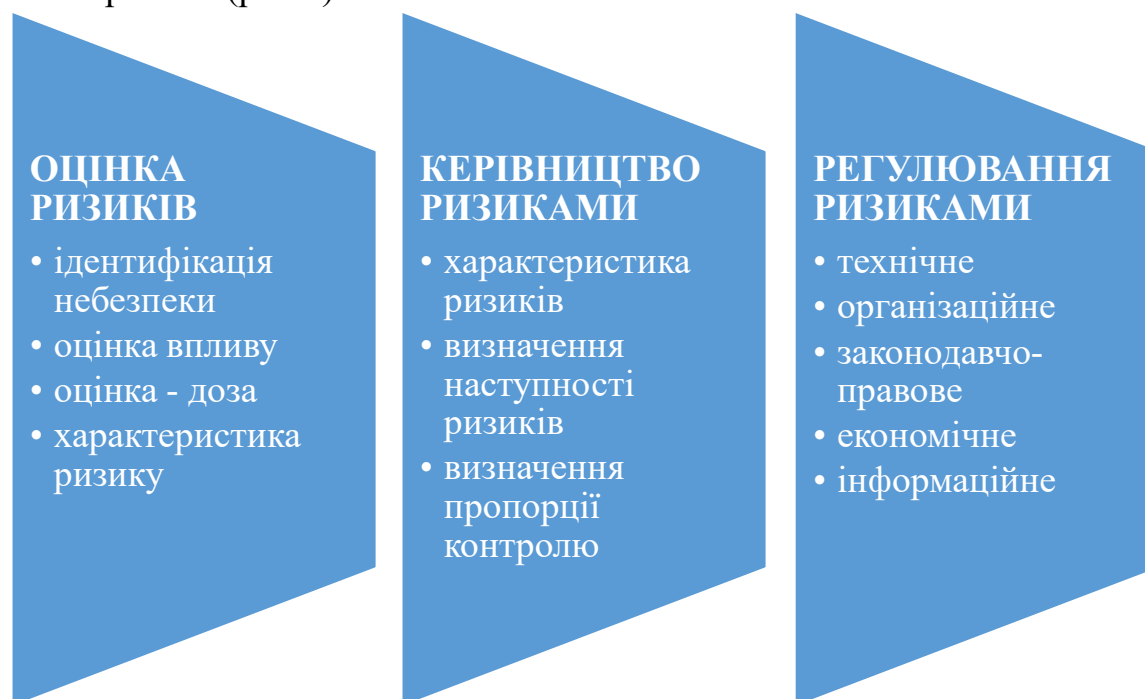 ОЦІНКА
РИЗИКІВ
• ідентифікація
небезпеки
• оцінка впливу
• оцінка - доза
• характеристика
ризику
КЕРІВНИЦТВО
РИЗИКАМИ
• характеристика
ризиків
• визначення
наступності
ризиків
• визначення
пропорції
контролю
РЕГУЛЮВАННЯ
РИЗИКАМИ
• технічне
• організаційне
• законодавчо-
правове
• економічне
• інформаційне